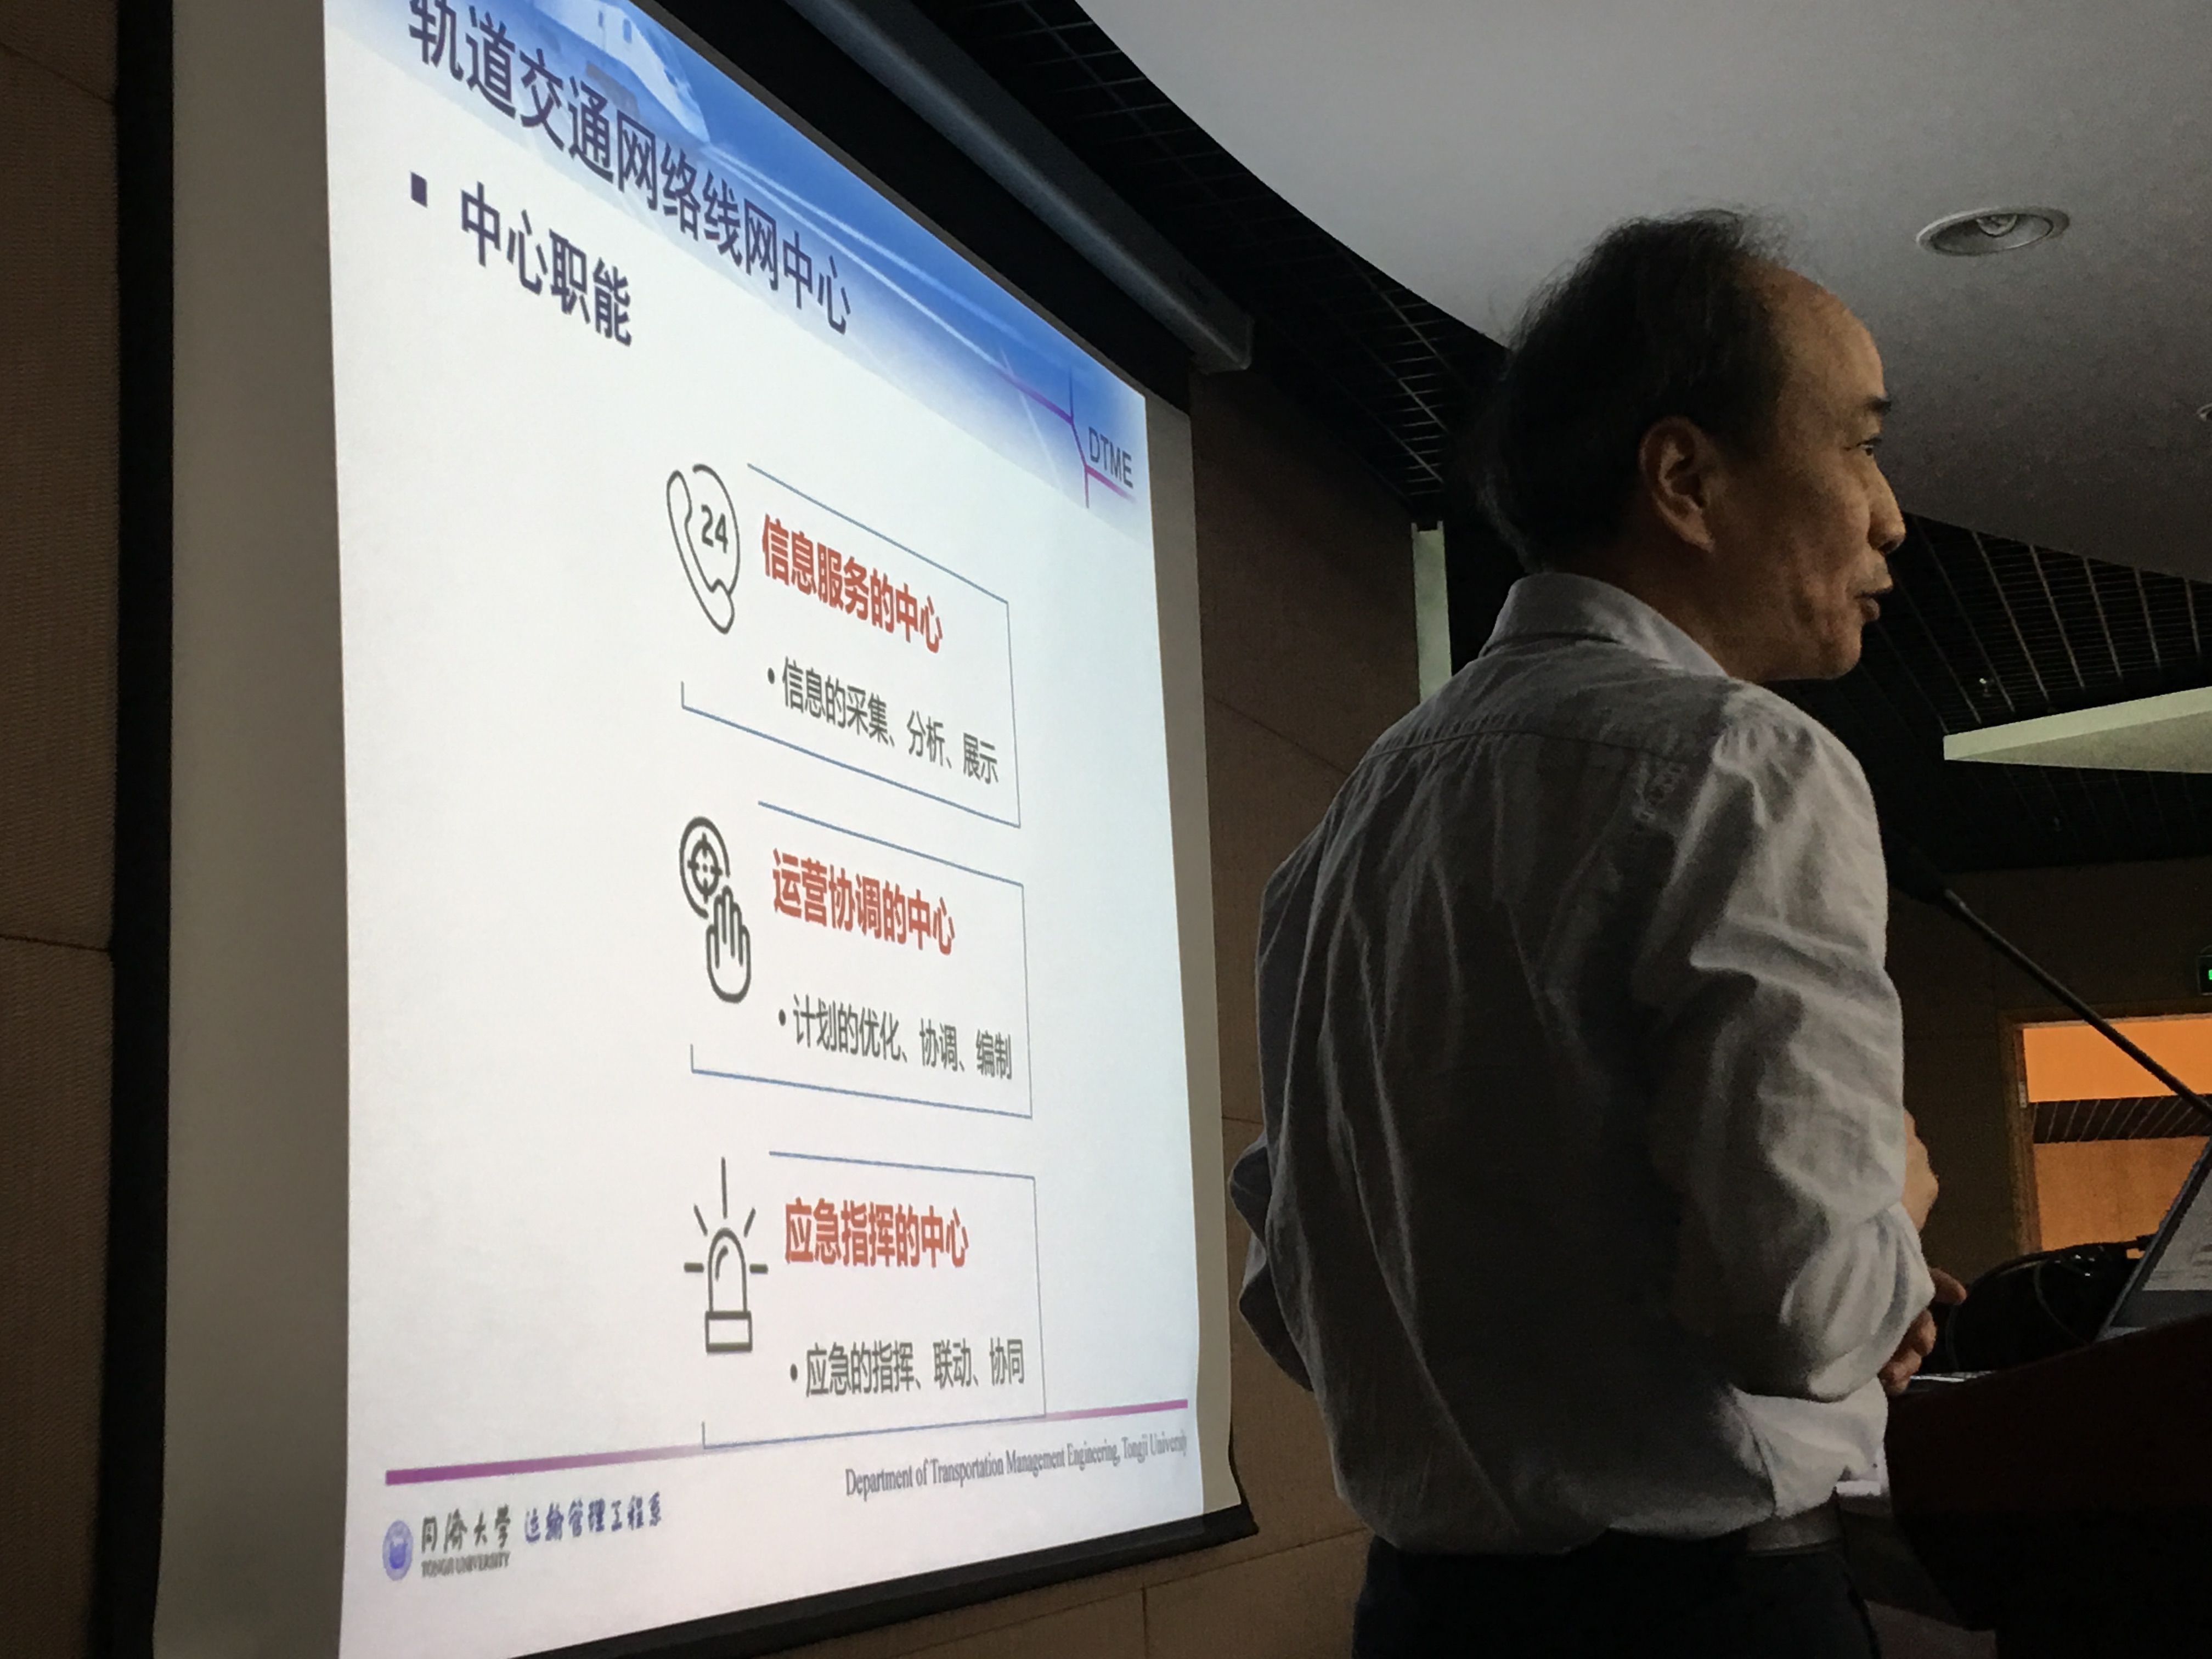 轨道交通网络线网中心
▪ 中心职能
DTME
24
信息服务的中心
•信息的采集、分析、展示
运营协调的中心
•计划的优化、协调、编制
应急指挥的中心
•应急的指挥、联动、协同
Department of Transportation Management Engineering, Tongji University
同濟大学 运输管理工程系
TONGJI UNIVERSITY